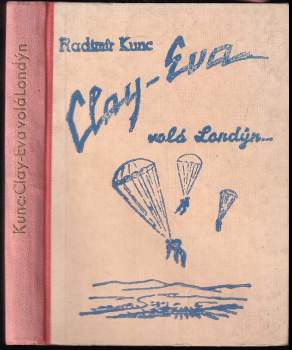 Kunc: Clay-Eva volá Londýn
Radimír Kunc
Clay-Eva
volá Londýn...